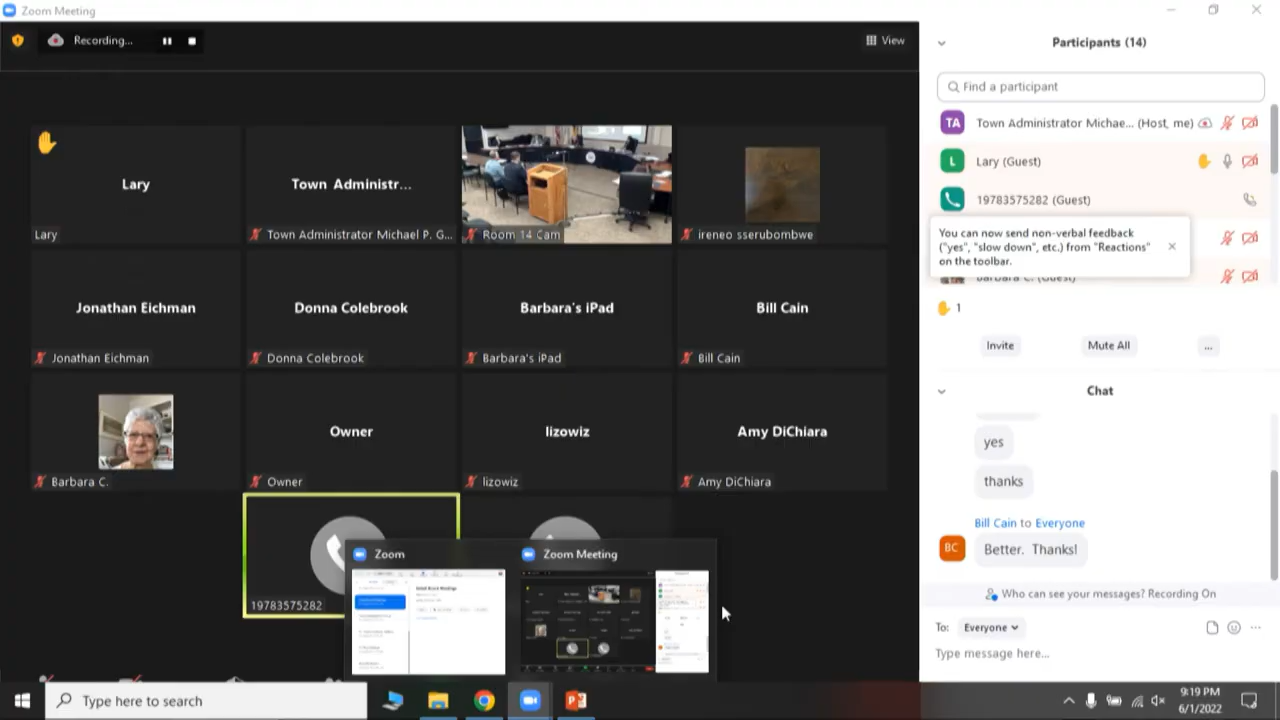 Zoom Meeting
Recording...
View
Participants (14)
Find a participant
TA
Town Administrator Michae... (Host, me)
L
Lary (Guest)
19783575282 (Guest)
You can now send non-verbal feedback
("yes", "slow down", etc.) from "Reactions"
on the toolbar.
Barbara C. (Guest)
1
Invite
Mute All
...
Chat
yes
thanks
Bill Cain to Everyone
BC
Better. Thanks!
Who can see your messages? Recording On
To:
Everyone
...
Type message here...
Lary
Lary
Town Administr...
Town Administrator Michael P. G...
Room 14 Cam
ireneo sserubombwe
Jonathan Eichman
Jonathan Eichman
Donna Colebrook
Donna Colebrook
Barbara's iPad
Barbara's iPad
Bill Cain
Bill Cain
Barbara C.
Owner
Owner
lizowiz
lizowiz
Amy DiChiara
Amy DiChiara
19783575282
Zoom
Zoom Meeting
Type here to search
9:19 PM
6/1/2022